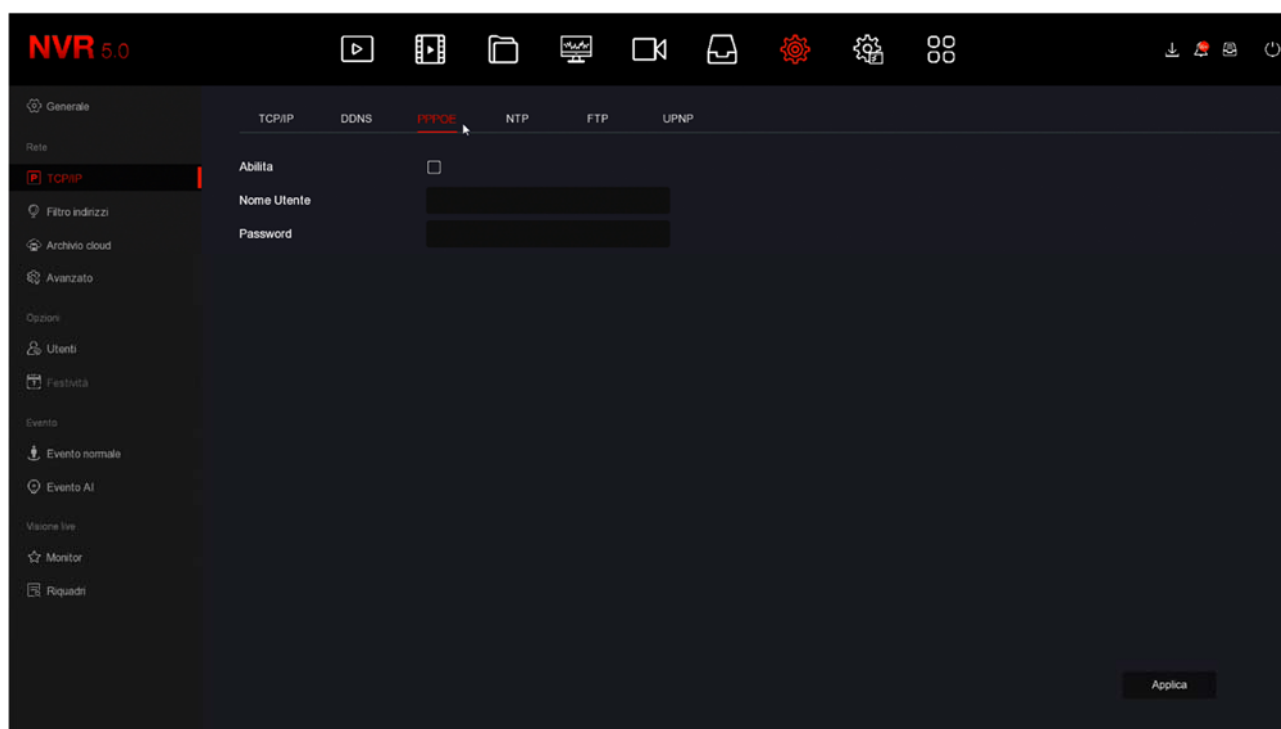 NVR 5.0
Generale
Rete
TCP/IP
Filtro indirizzi
Archivio cloud
Avanzato
Opzioni
Utenti
Festività
Evento
Evento normale
Evento AI
Visione live
Monitor
Riquadri
TCP/IP DDNS PPPOE NTP FTP UPNP
Abilita
Nome Utente
Password
Applica